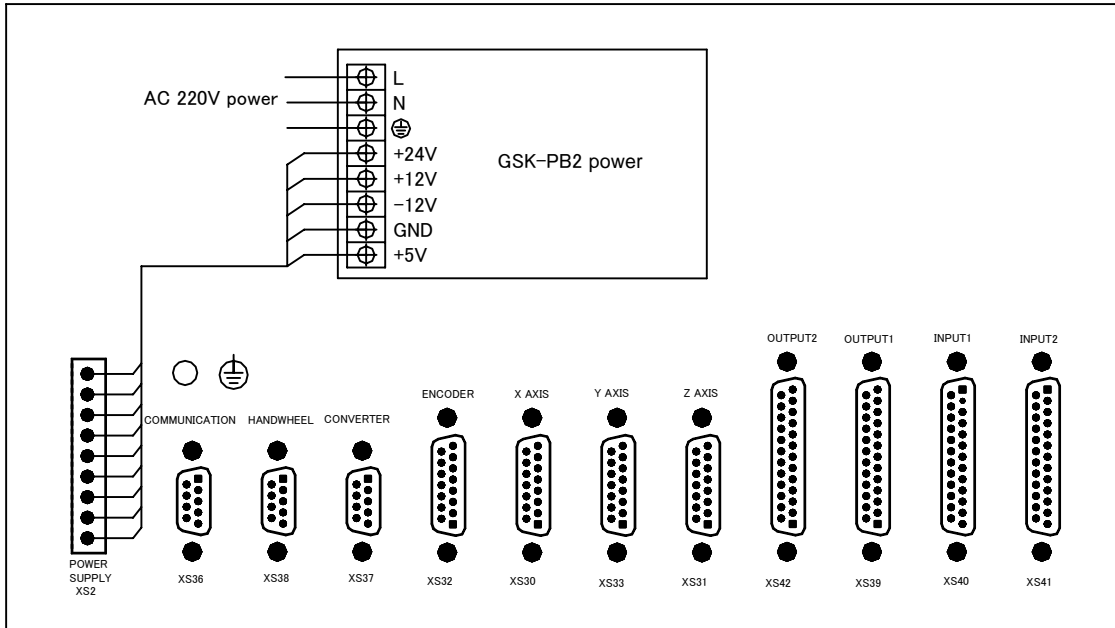 L
AC 220V power
N
+24V
GSK-PB2 power
+12V
-12V
GND
+5V
OUTPUT2
OUTPUT1
INPUT1
INPUT2
ENCODER
X AXIS
Y AXIS
Z AXIS
COMMUNICATION
HANDWHEEL
CONVERTER
POWER
SUPPLY
XS2
XS36
XS38
XS37
XS32
XS30
XS33
XS31
XS42
XS39
XS40
XS41